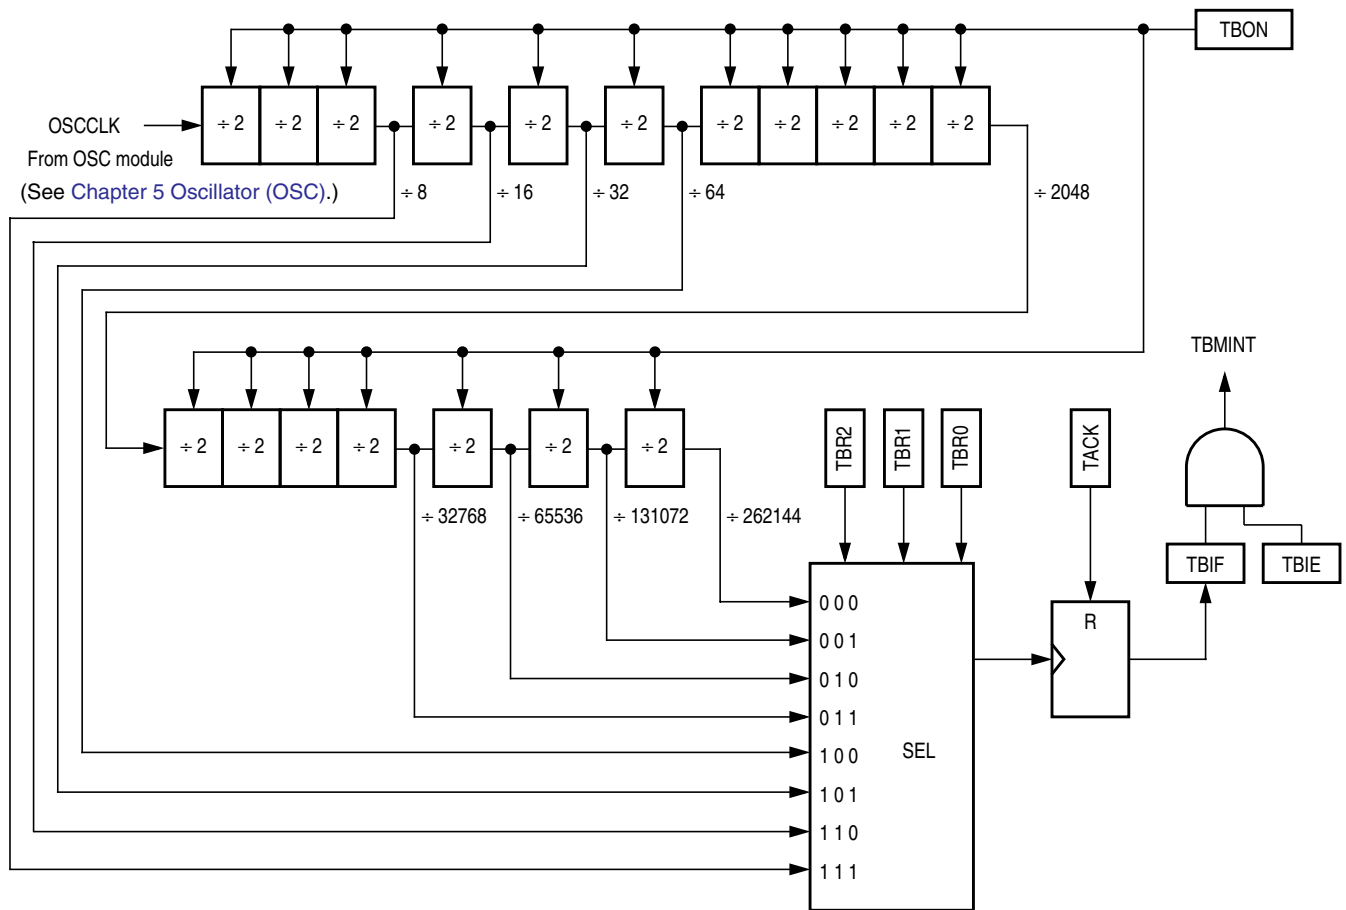 TBON
OSCCLK
From OSC module
(See Chapter 5 Oscillator (OSC).)
÷ 2 ÷ 2 ÷ 2 ÷ 2 ÷ 2 ÷ 2 ÷ 2 ÷ 2 ÷ 2 ÷ 2 ÷ 2
÷ 8 ÷ 16 ÷ 32 ÷ 64 ÷ 2048
TBMINT
÷ 2 ÷ 2 ÷ 2 ÷ 2 ÷ 2 ÷ 2 ÷ 2
TBR2
TBR1
TBR0
TACK
÷ 32768 ÷ 65536 ÷ 131072 ÷ 262144
TBIF
TBIE
0 0 0
0 0 1
0 1 0
0 1 1
1 0 0
1 0 1
1 1 0
1 1 1
SEL
R